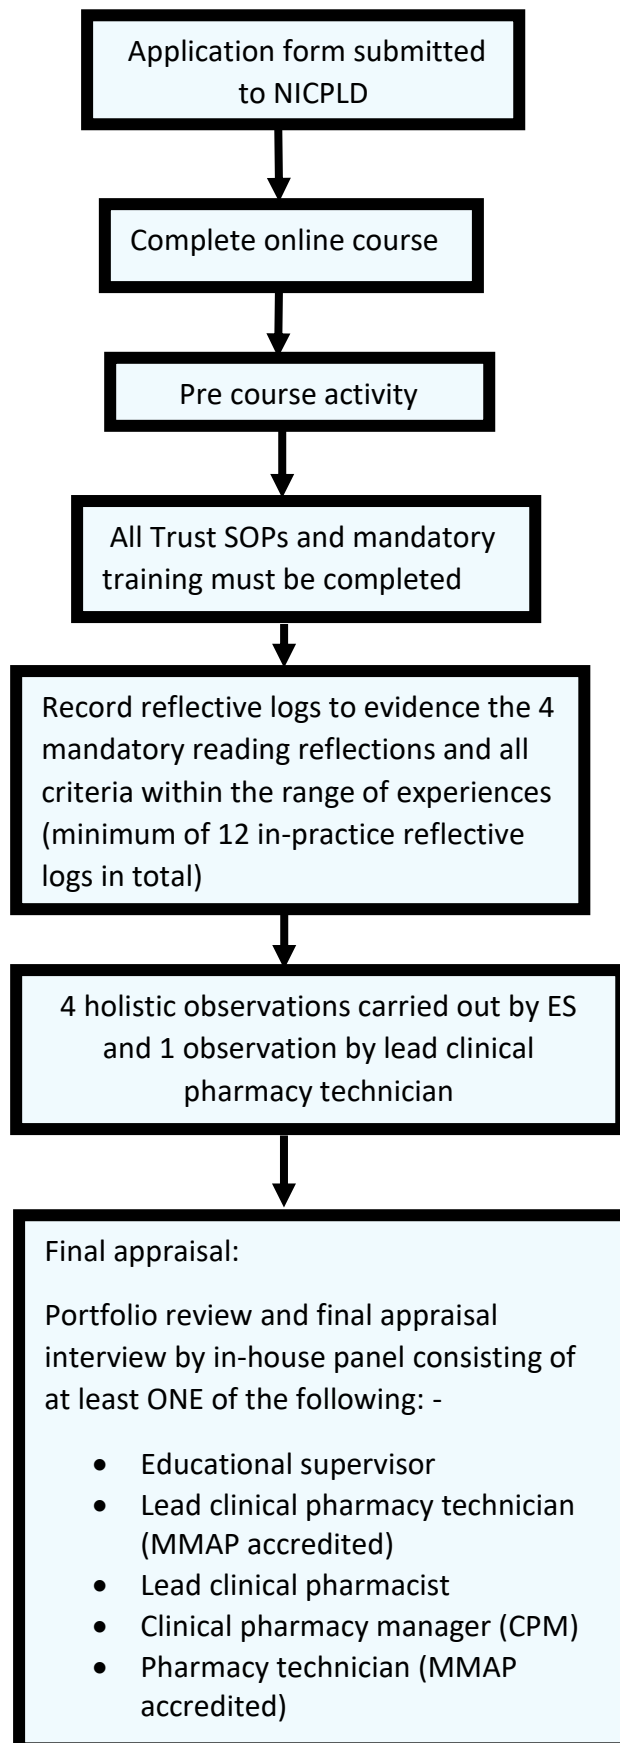 Application form submitted
to NICPLD
Complete online course
Pre course activity
All Trust SOPs and mandatory
training must be completed
Record reflective logs to evidence the 4
mandatory reading reflections and all
criteria within the range of experiences
(minimum of 12 in-practice reflective
logs in total)
4 holistic observations carried out by ES
and 1 observation by lead clinical
pharmacy technician
Final appraisal:
Portfolio review and final appraisal
interview by in-house panel consisting of
at least ONE of the following: -
• Educational supervisor
• Lead clinical pharmacy technician
(MMAP accredited)
• Lead clinical pharmacist
• Clinical pharmacy manager (CPM)
• Pharmacy technician (MMAP
accredited)